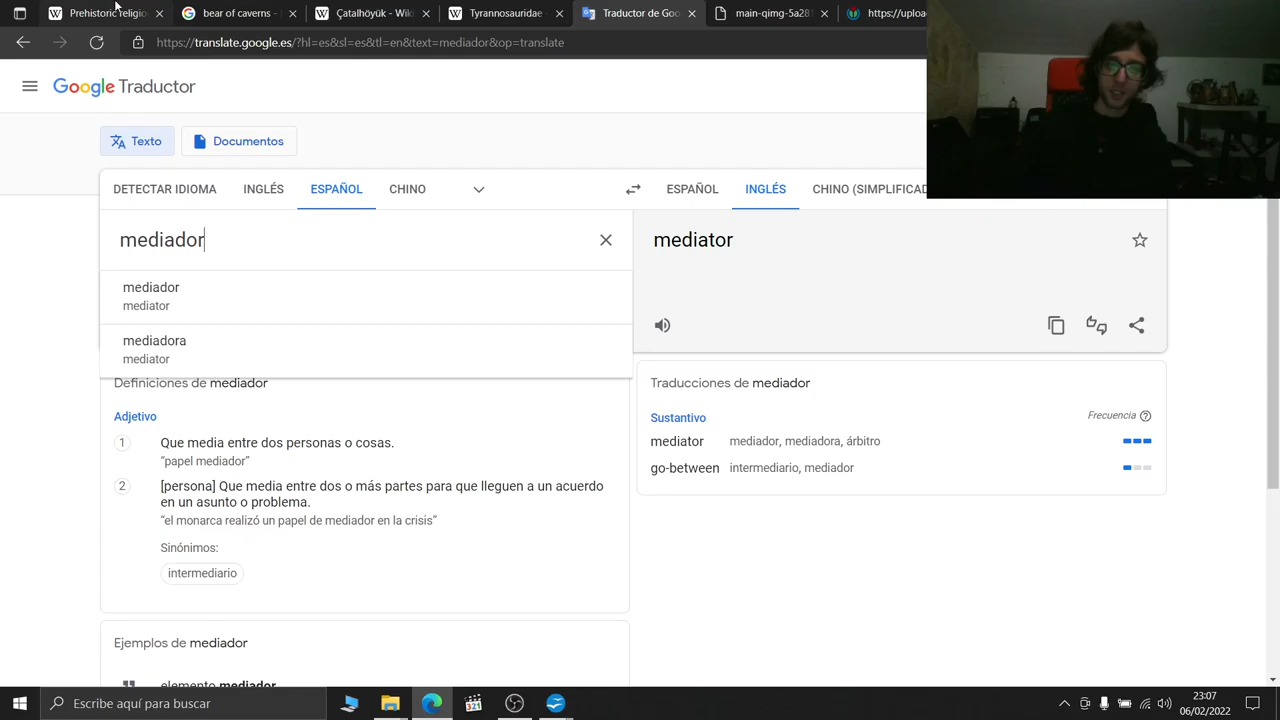 Prehistoric religio
bear of caverns -
Çatalhöyük - Wiki
Tyrannosauridae -
Traductor de Goo
main-qimg-5a281
https://upload
https://translate.google.es/?hl=es&sl=es&tl=en&text=mediador&op=translate
Google Traductor
Texto
Documentos
DETECTAR IDIOMA INGLÉS ESPAÑOL CHINO
ESPAÑOL INGLÉS CHINO (SIMPLIFICAD
mediador
mediator
mediador
mediator
mediadora
mediator
Definiciones de mediador
Adjetivo
1 Que media entre dos personas o cosas.
“papel mediador”
2 [persona] Que media entre dos o más partes para que lleguen a un acuerdo
en un asunto o problema.
“el monarca realizó un papel de mediador en la crisis”
Sinónimos:
intermediario
Ejemplos de mediador
elemento mediador
Traducciones de mediador
Sustantivo
Frecuencia
mediator mediador, mediadora, árbitro
go-between intermediario, mediador
Escribe aquí para buscar
321
23:07
06/02/2022